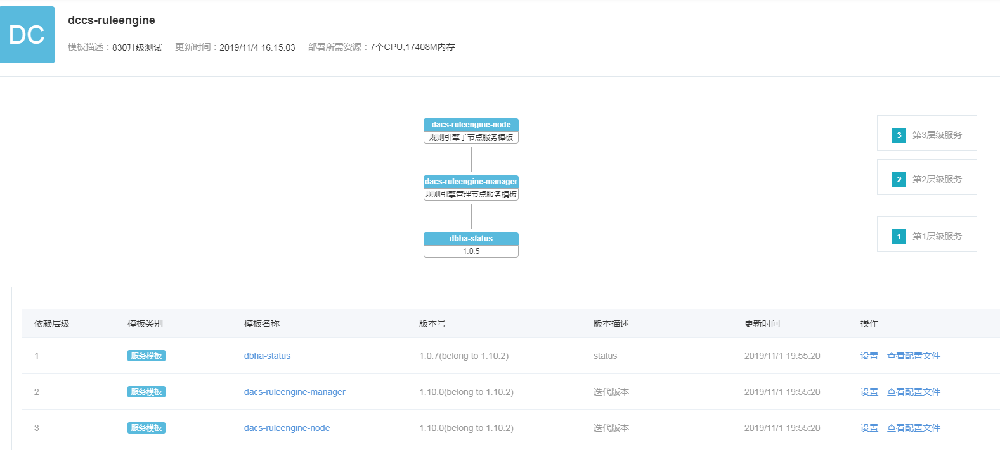 DC
dccs-ruleengine
模板描述：830升级测试 更新时间：2019/11/4 16:15:03 部署所需资源：7个CPU,17408M内存
dacs-ruleengine-node
规则引擎子节点服务模板
3 第3层级服务
dacs-ruleengine-manager
规则引擎管理节点服务模板
2 第2层级服务
dbha-status
1.0.5
1 第1层级服务
依赖层级 模板类别 模板名称 版本号 版本描述 更新时间 操作
1 服务模板 dbha-status 1.0.7(belong to 1.10.2) status 2019/11/1 19:55:20 设置 查看配置文件
2 服务模板 dacs-ruleengine-manager 1.10.0(belong to 1.10.2) 迭代版本 2019/11/1 19:55:20 设置 查看配置文件
3 服务模板 dacs-ruleengine-node 1.10.0(belong to 1.10.2) 迭代版本 2019/11/1 19:55:20 设置 查看配置文件